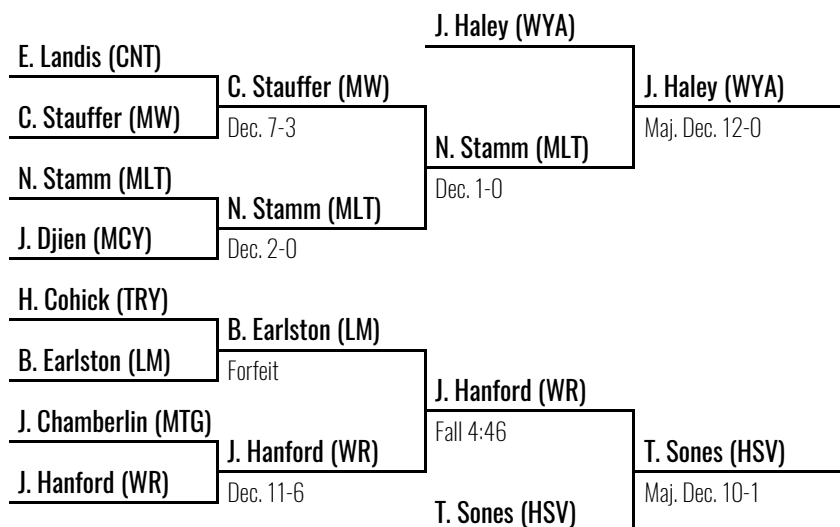 J. Haley (WYA)
E. Landis (CNT)
C. Stauffer (MW)
J. Haley (WYA)
C. Stauffer (MW)
Dec. 7-3
Maj. Dec. 12-0
N. Stamm (MLT)
N. Stamm (MLT)
Dec. 1-0
N. Stamm (MLT)
J. Djien (MCY)
Dec. 2-0
H. Cohick (TRY)
B. Earlston (LM)
B. Earlston (LM)
Forfeit
J. Hanford (WR)
J. Chamberlin (MTG)
Fall 4:46
J. Hanford (WR)
T. Sones (HSV)
J. Hanford (WR)
Dec. 11-6
Maj. Dec. 10-1
T. Sones (HSV)